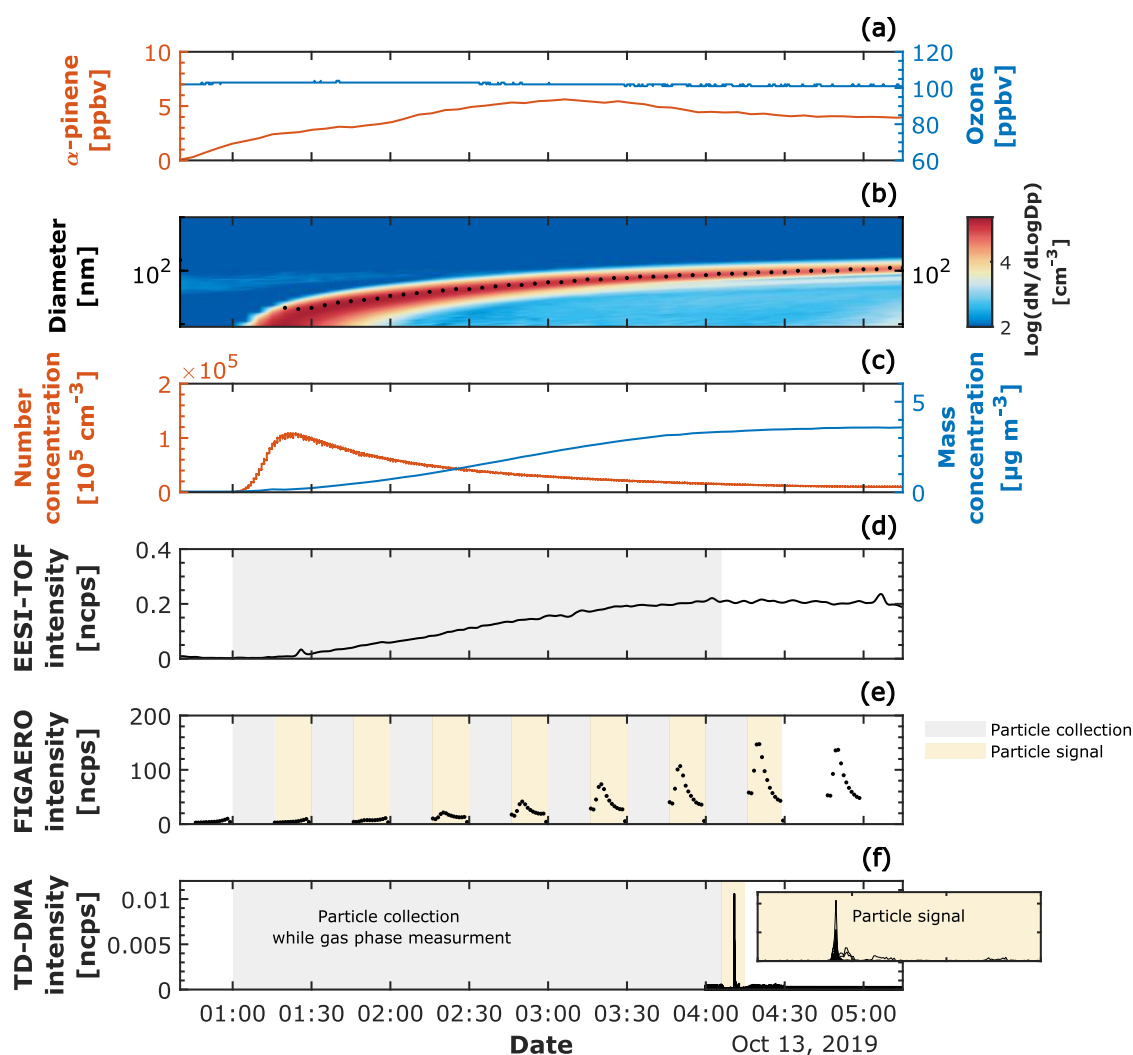 (a)
10
5
0
α-pinene
[ppbv]
120
100
80
60
Ozone
[ppbv]
(b)
Diameter
[nm]
10²
10²
4
2
Log(dN/dLogDp)
[cm⁻³]
(c)
×10⁵
2
1
0
Number
concentration
[10⁵ cm⁻³]
5
0
Mass
concentration
[µg m⁻³]
(d)
0.4
0.2
0
EESI-TOF
intensity
[ncps]
(e)
200
100
0
FIGAERO
intensity
[ncps]
Particle collection
Particle signal
(f)
0.01
0.005
0
TD-DMA
intensity
[ncps]
Particle collection
while gas phase measurment
Particle signal
01:00 01:30 02:00 02:30 03:00 03:30 04:00 04:30 05:00
Date
Oct 13, 2019